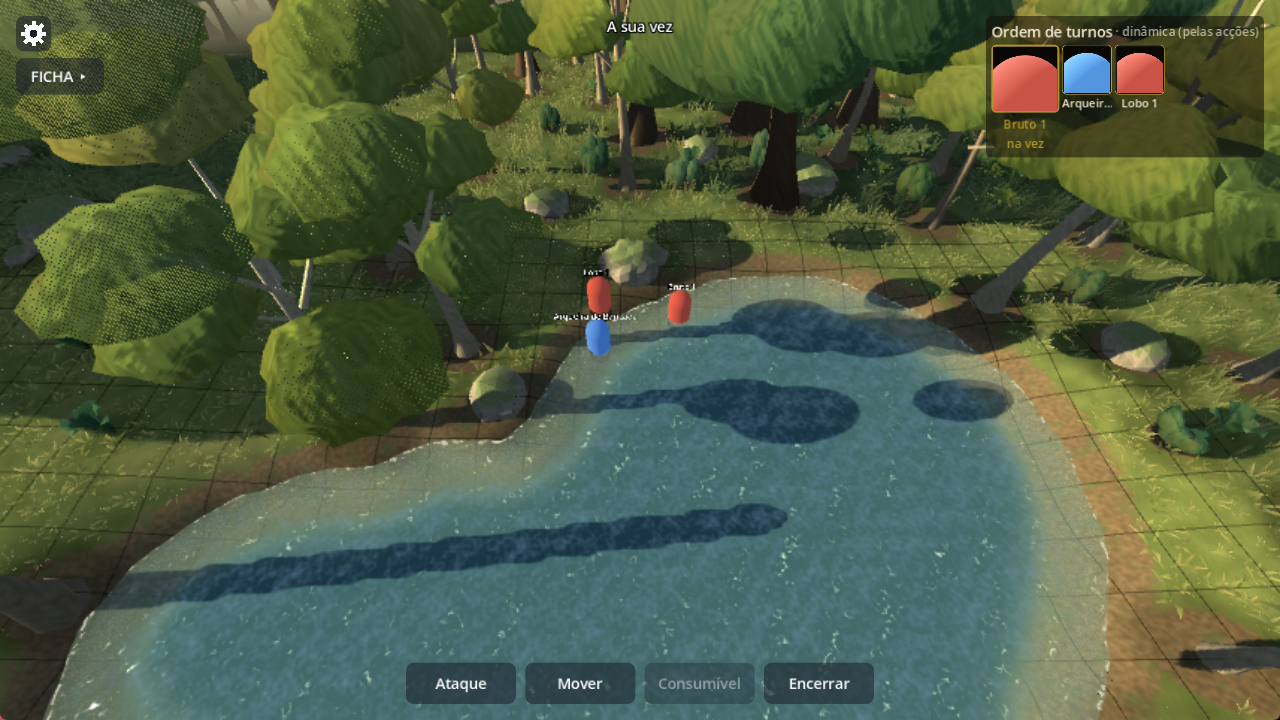 A sua vez
FICHA
Ordem de turnos · dinâmica (pelas acções)
Arqueir... Lobo 1
Bruto 1
na vez
Ataque Mover Consumível Encerrar